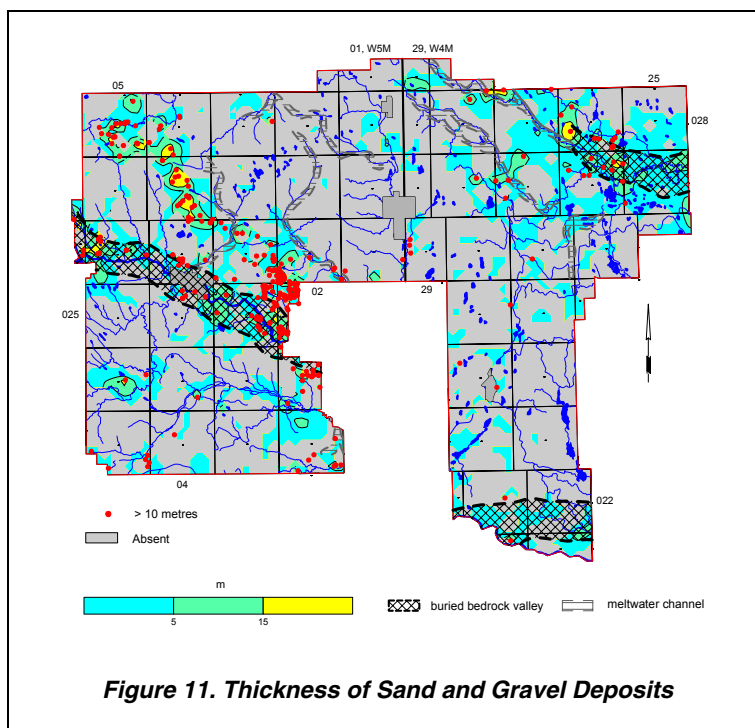 01, W5M 29, W4M
05
25
028
02
29
025
04
022
> 10 metres
Absent
m
5 15
buried bedrock valley
meltwater channel
Figure 11. Thickness of Sand and Gravel Deposits